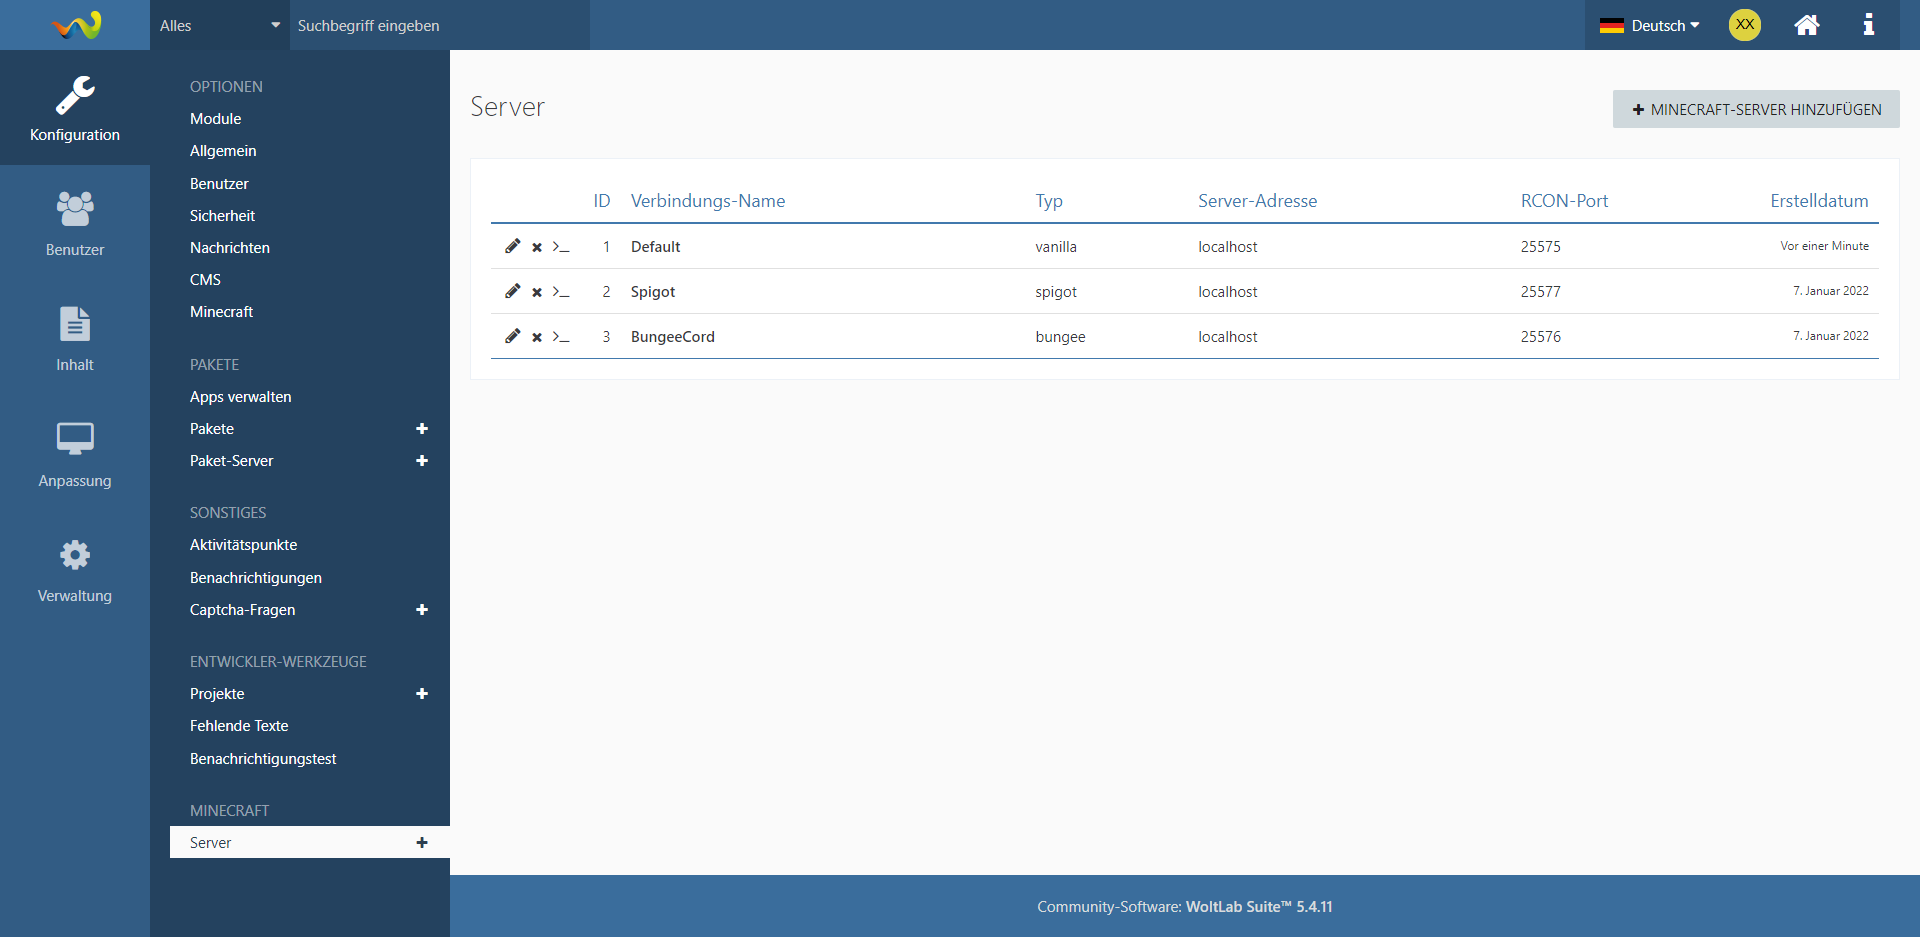 Alles
Suchbegriff eingeben
Deutsch
XX
Konfiguration
Benutzer
Inhalt
Anpassung
Verwaltung
OPTIONEN
Module
Allgemein
Benutzer
Sicherheit
Nachrichten
CMS
Minecraft
PAKETE
Apps verwalten
Pakete
Paket-Server
SONSTIGES
Aktivitätspunkte
Benachrichtigungen
Captcha-Fragen
ENTWICKLER-WERKZEUGE
Projekte
Fehlende Texte
Benachrichtigungstest
MINECRAFT
Server
Server
MINECRAFT-SERVER HINZUFÜGEN
ID Verbindungs-Name Typ Server-Adresse RCON-Port Erstelldatum
1 Default vanilla localhost 25575 Vor einer Minute
2 Spigot spigot localhost 25577 7. Januar 2022
3 BungeeCord bungee localhost 25576 7. Januar 2022
Community-Software: WoltLab Suite™ 5.4.11